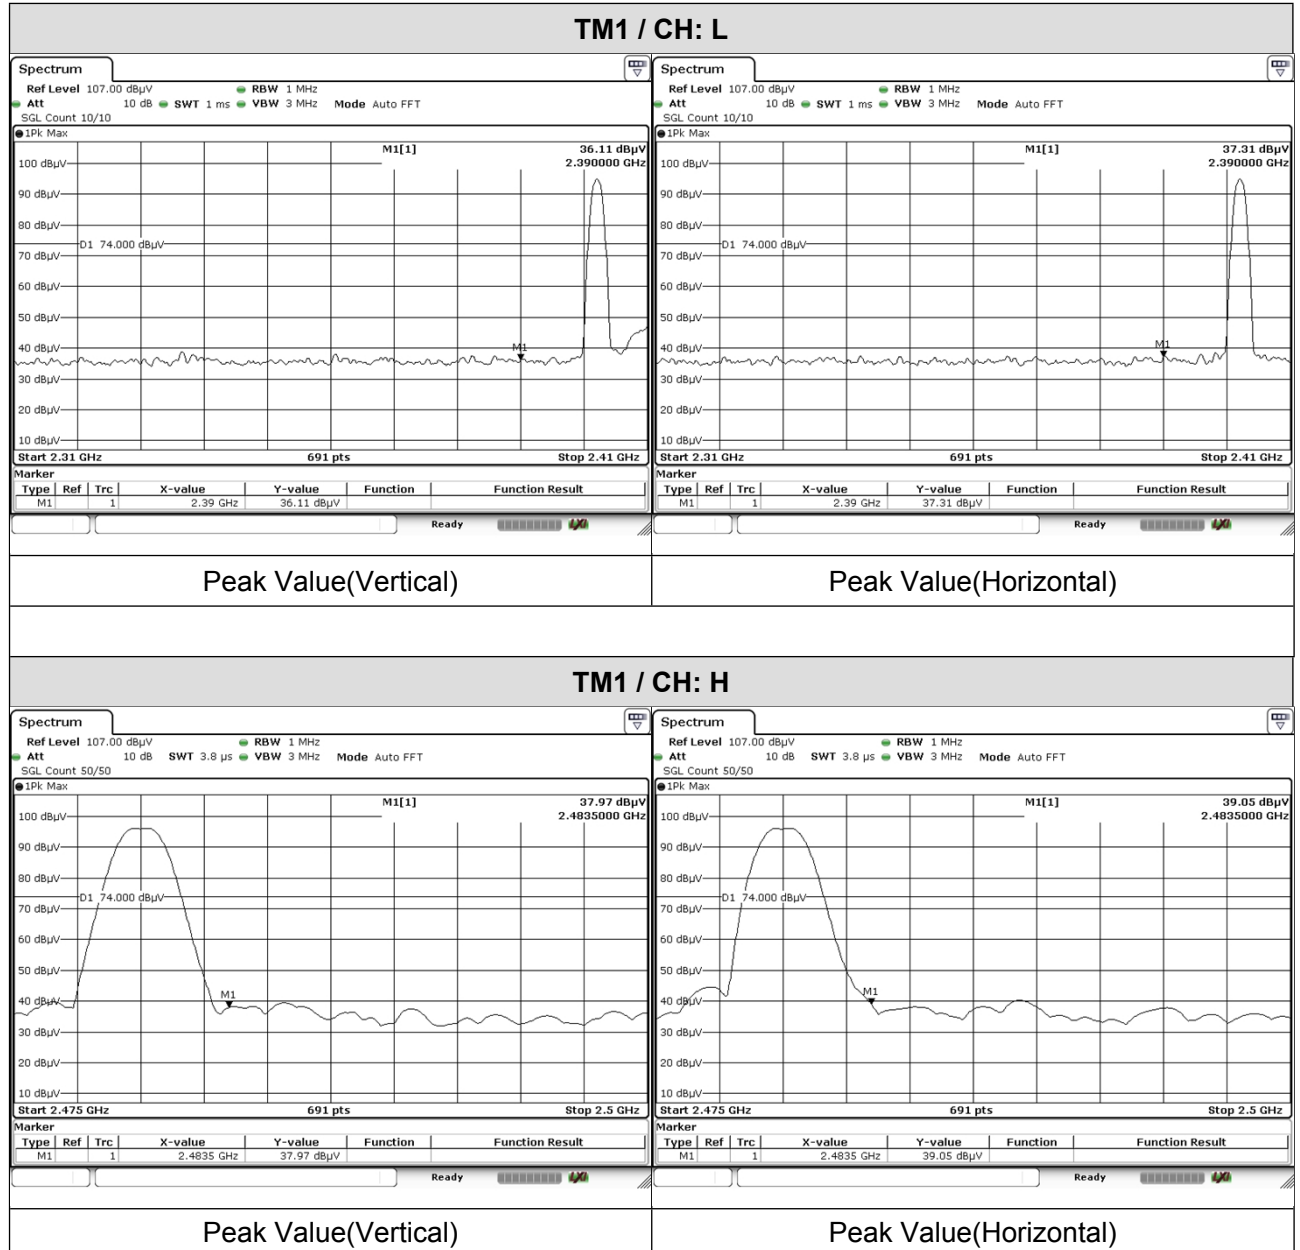 TM1 / CH: L
Spectrum
Ref Level 107.00 dBµV RBW 1 MHz
Att 10 dB SWT 1 ms VBW 3 MHz Mode Auto FFT
SGL Count 10/10
1Pk Max
M1[1] 36.11 dBµV
2.390000 GHz
100 dBµV
90 dBµV
80 dBµV
D1 74.000 dBµV
70 dBµV
60 dBµV
50 dBµV
40 dBµV
M1
30 dBµV
20 dBµV
10 dBµV
Start 2.31 GHz 691 pts Stop 2.41 GHz
Marker
Type Ref Trc X-value Y-value Function Function Result
M1 1 2.39 GHz 36.11 dBµV
Ready LXI
Peak Value(Vertical)
Spectrum
Ref Level 107.00 dBµV RBW 1 MHz
Att 10 dB SWT 1 ms VBW 3 MHz Mode Auto FFT
SGL Count 10/10
1Pk Max
M1[1] 37.31 dBµV
2.390000 GHz
100 dBµV
90 dBµV
80 dBµV
D1 74.000 dBµV
70 dBµV
60 dBµV
50 dBµV
40 dBµV
M1
30 dBµV
20 dBµV
10 dBµV
Start 2.31 GHz 691 pts Stop 2.41 GHz
Marker
Type Ref Trc X-value Y-value Function Function Result
M1 1 2.39 GHz 37.31 dBµV
Ready LXI
Peak Value(Horizontal)
TM1 / CH: H
Spectrum
Ref Level 107.00 dBµV RBW 1 MHz
Att 10 dB SWT 3.8 µs VBW 3 MHz Mode Auto FFT
SGL Count 50/50
1Pk Max
M1[1] 37.97 dBµV
2.4835000 GHz
100 dBµV
90 dBµV
80 dBµV
D1 74.000 dBµV
70 dBµV
60 dBµV
50 dBµV
M1
40 dBµV
30 dBµV
20 dBµV
10 dBµV
Start 2.475 GHz 691 pts Stop 2.5 GHz
Marker
Type Ref Trc X-value Y-value Function Function Result
M1 1 2.4835 GHz 37.97 dBµV
Ready LXI
Peak Value(Vertical)
Spectrum
Ref Level 107.00 dBµV RBW 1 MHz
Att 10 dB SWT 3.8 µs VBW 3 MHz Mode Auto FFT
SGL Count 50/50
1Pk Max
M1[1] 39.05 dBµV
2.4835000 GHz
100 dBµV
90 dBµV
80 dBµV
D1 74.000 dBµV
70 dBµV
60 dBµV
50 dBµV
M1
40 dBµV
30 dBµV
20 dBµV
10 dBµV
Start 2.475 GHz 691 pts Stop 2.5 GHz
Marker
Type Ref Trc X-value Y-value Function Function Result
M1 1 2.4835 GHz 39.05 dBµV
Ready LXI
Peak Value(Horizontal)